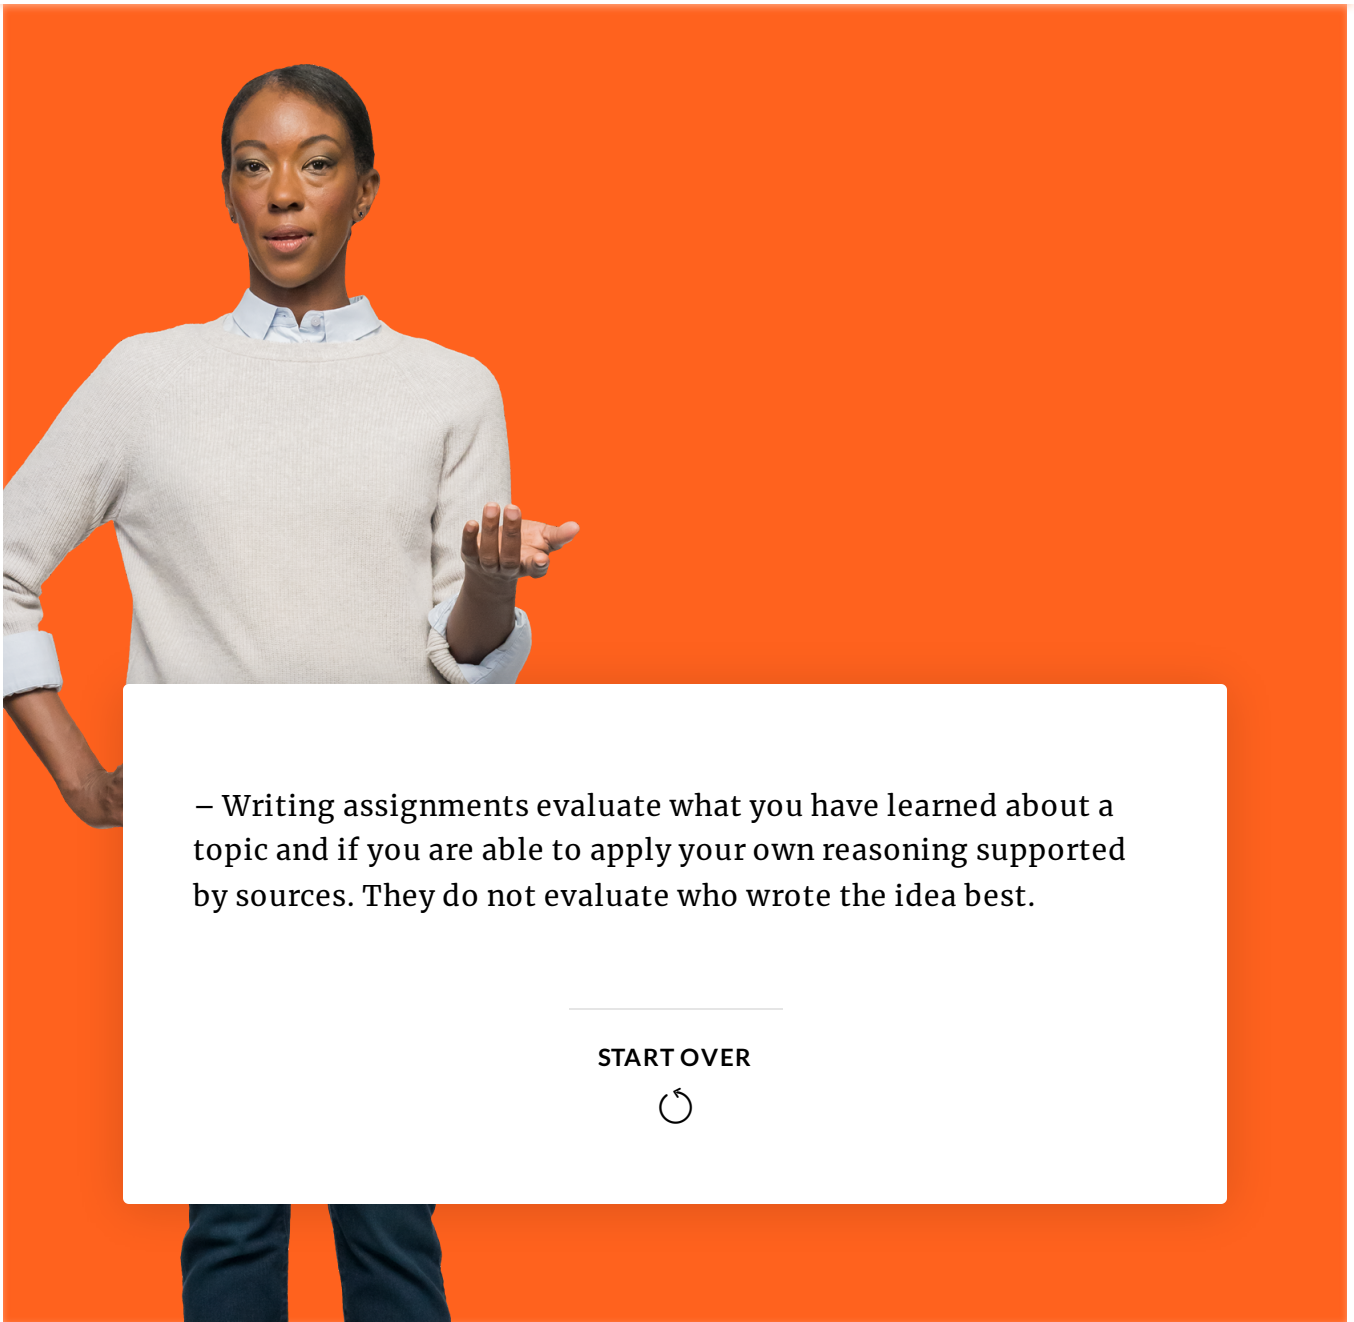 – Writing assignments evaluate what you have learned about a
topic and if you are able to apply your own reasoning supported
by sources. They do not evaluate who wrote the idea best.
START OVER